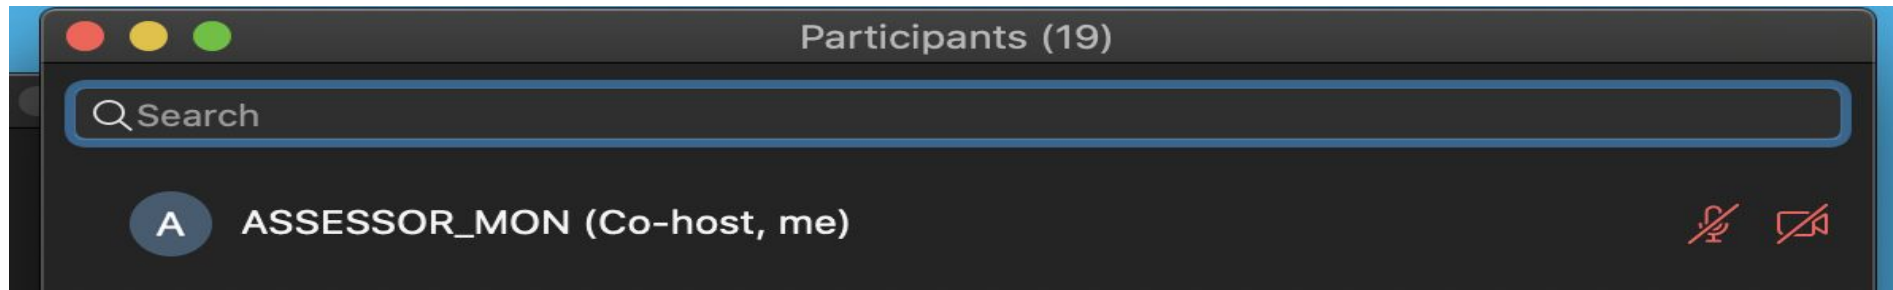 Participants (19)
Search
A ASSESSOR_MON (Co-host, me)